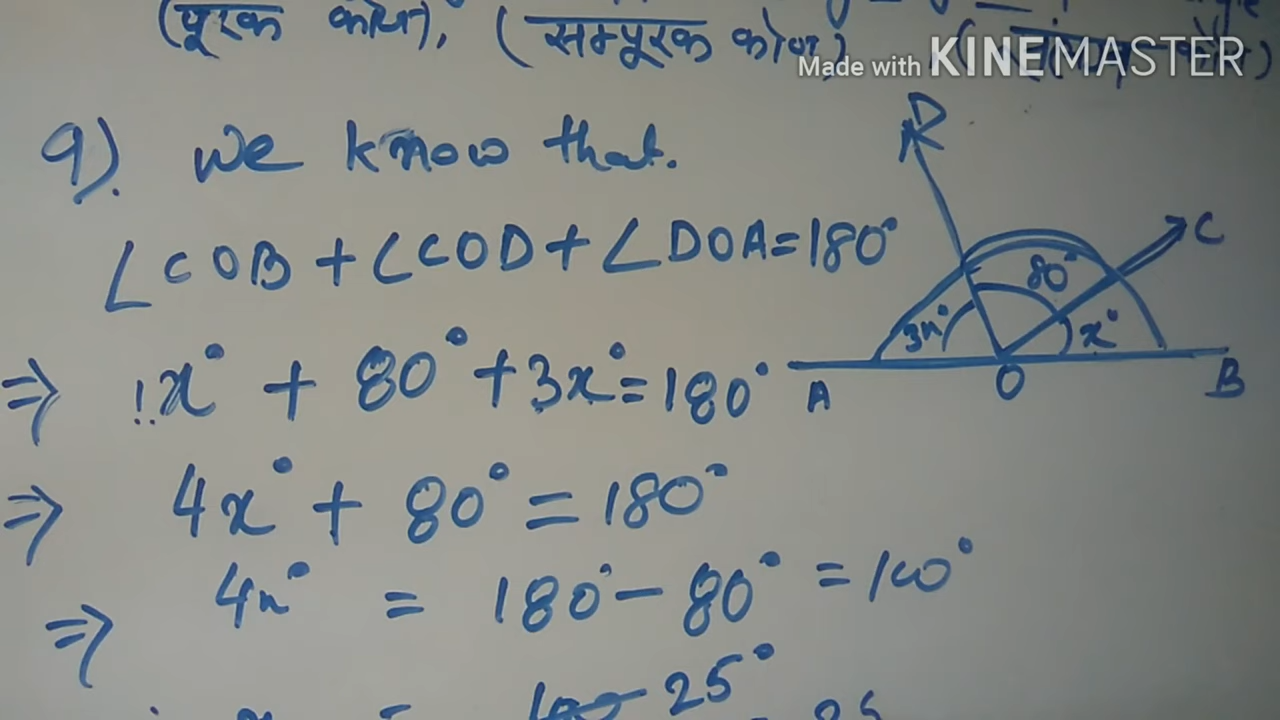 (पूरक कोण), (सम्पूरक कोण), (
Made with KINEMASTER
9). We know that.
∠COB + ∠COD + ∠DOA = 180°
⇒ x° + 80° + 3x° = 180°
⇒ 4x° + 80° = 180°
⇒ 4x° = 180° - 80° = 100°
= 100 25°
D
C
80°
3x°
x°
A
O
B